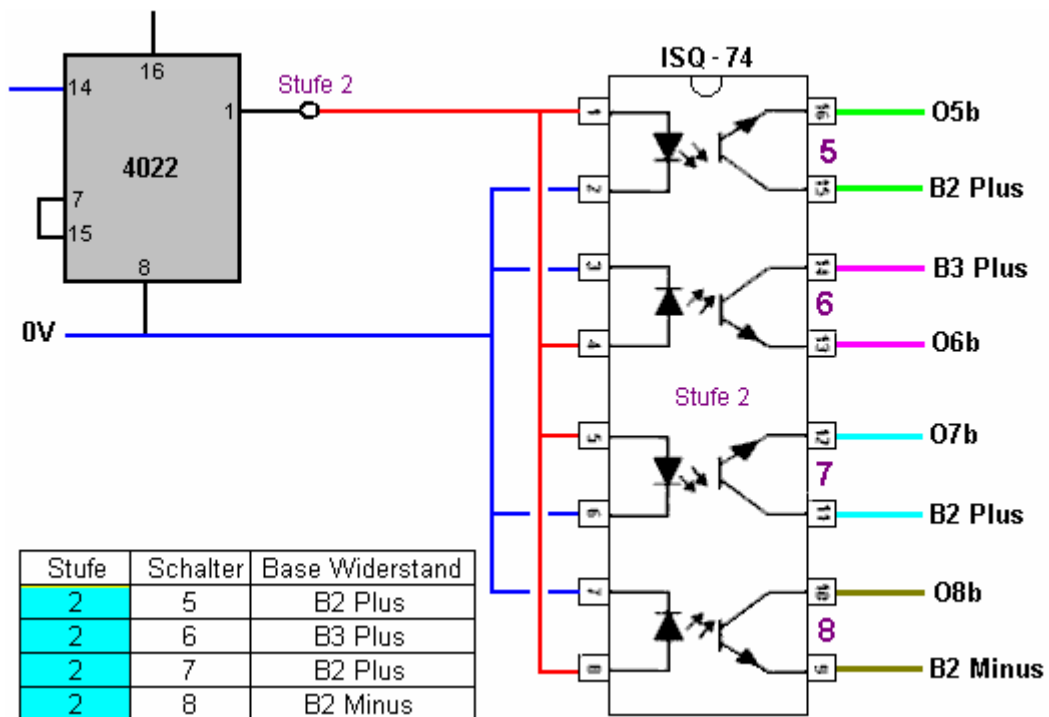 ISQ - 74
16
14
1
Stufe 2
4022
7
15
8
0V
1
2
3
4
5
6
7
8
16
15
14
13
12
11
10
9
O5b
5
B2 Plus
B3 Plus
6
O6b
Stufe 2
O7b
7
B2 Plus
O8b
8
B2 Minus
Stufe Schalter Base Widerstand
2 5 B2 Plus
2 6 B3 Plus
2 7 B2 Plus
2 8 B2 Minus